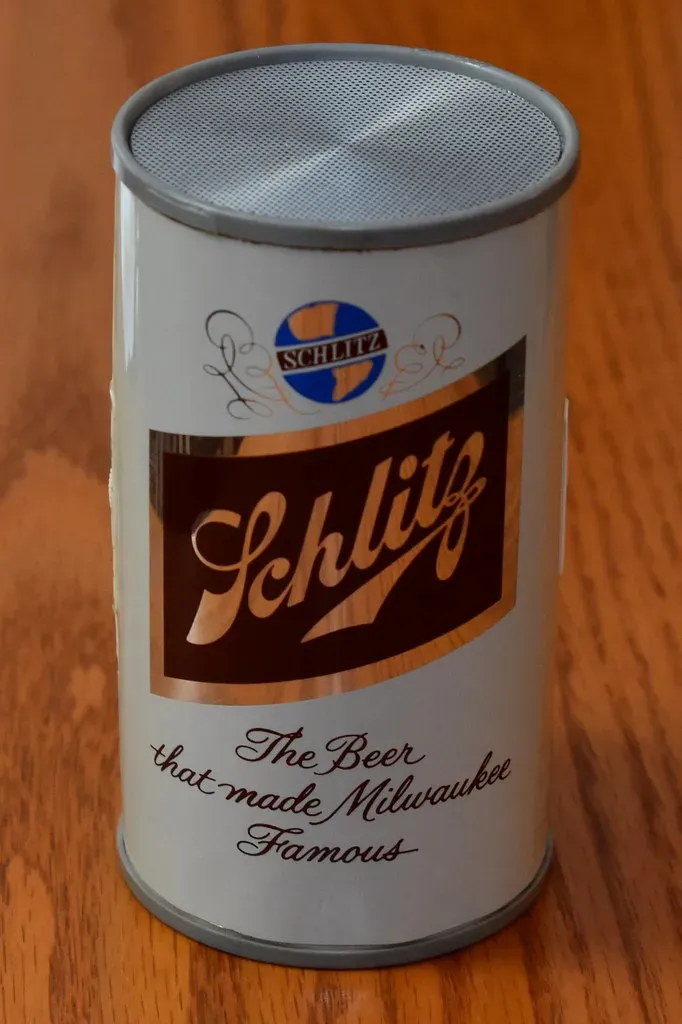 SCHLITZ
Schlitz
The Beer
that made Milwaukee
Famous